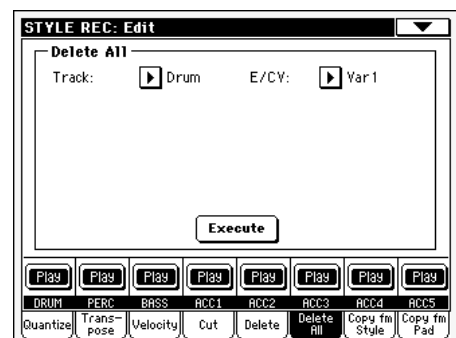 STYLE REC: Edit
Delete All
Track: Drum E/CV: Var1
Execute
Play Play Play Play Play Play Play Play
DRUM PERC BASS ACC1 ACC2 ACC3 ACC4 ACC5
Quantize Trans-pose Velocity Cut Delete Delete All Copy fm Style Copy fm Pad